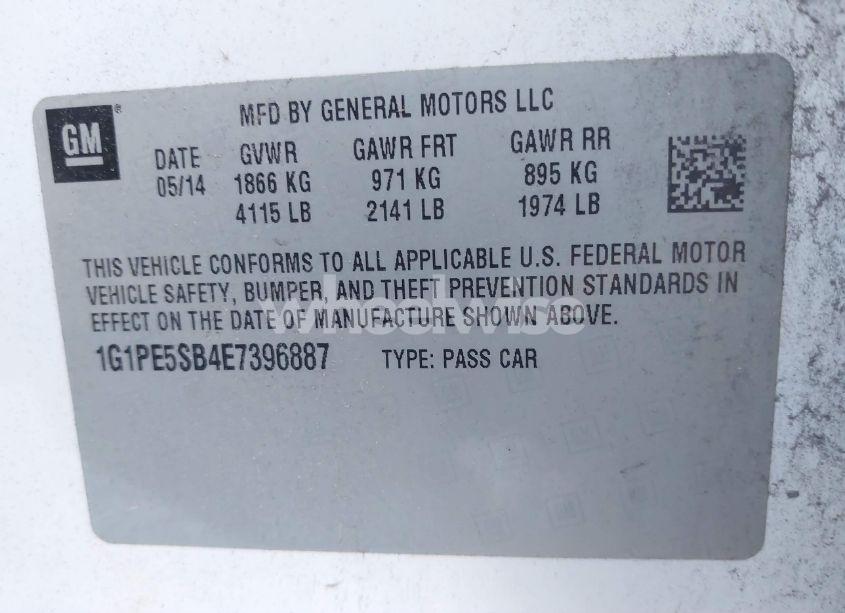 GM® MFD BY GENERAL MOTORS LLC
DATE GVWR GAWR FRT GAWR RR
05/14 1866 KG 971 KG 895 KG
4115 LB 2141 LB 1974 LB
THIS VEHICLE CONFORMS TO ALL APPLICABLE U.S. FEDERAL MOTOR
VEHICLE SAFETY, BUMPER, AND THEFT PREVENTION STANDARDS IN
EFFECT ON THE DATE OF MANUFACTURE SHOWN ABOVE.
1G1PE5SB4E7396887 TYPE: PASS CAR